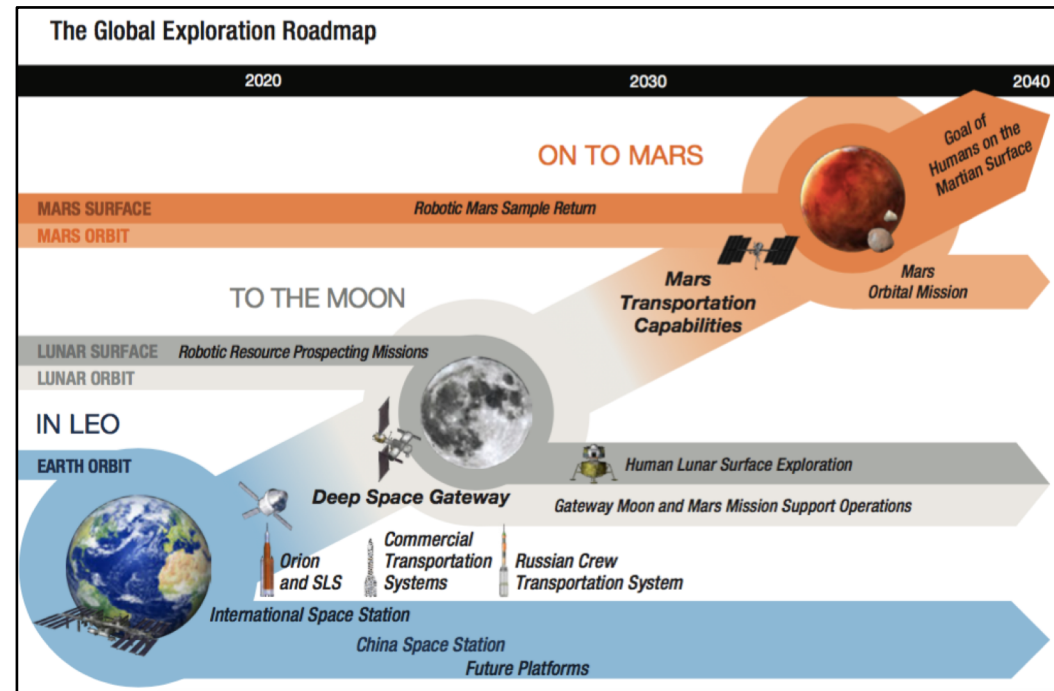 The Global Exploration Roadmap
2020 2030 2040
Goal of
Humans on the
Martian Surface
ON TO MARS
MARS SURFACE Robotic Mars Sample Return
MARS ORBIT
Mars
Orbital Mission
Mars
Transportation
Capabilities
TO THE MOON
LUNAR SURFACE Robotic Resource Prospecting Missions
LUNAR ORBIT
IN LEO
EARTH ORBIT
Human Lunar Surface Exploration
Deep Space Gateway
Gateway Moon and Mars Mission Support Operations
Orion
and SLS
Commercial
Transportation
Systems
Russian Crew
Transportation System
International Space Station
China Space Station
Future Platforms